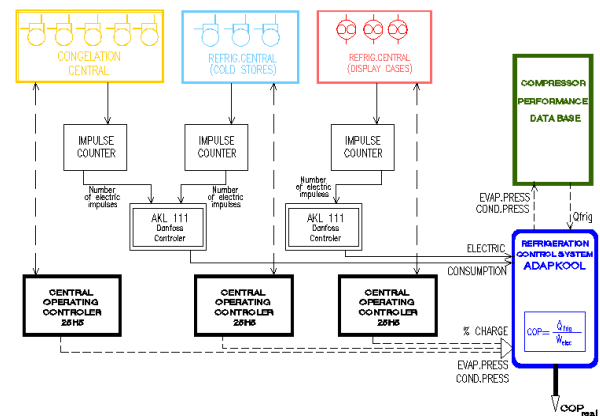 CONGELATION
CENTRAL
REFRIG.CENTRAL
(COLD STORES)
REFRIG.CENTRAL
(DISPLAY CASES)
COMPRESSOR
PERFORMANCE
DATA BASE
IMPULSE
COUNTER
IMPULSE
COUNTER
IMPULSE
COUNTER
Number
of electric
impulses
Number
of electric
impulses
Number
of electric
impulses
AKL 111
Danfoss
Controler
AKL 111
Danfoss
Controler
EVAP.PRESS
COND.PRESS
Qfrig
ELECTRIC
CONSUMPTION
REFRIGERATION
CONTROL SYSTEM
ADAPKOOL
COP= Q̇frig / Ẇelec
CENTRAL
OPERATING
CONTROLER
25H5
CENTRAL
OPERATING
CONTROLER
25H5
CENTRAL
OPERATING
CONTROLER
25H5
% CHARGE
EVAP.PRESS
COND.PRESS
COP real